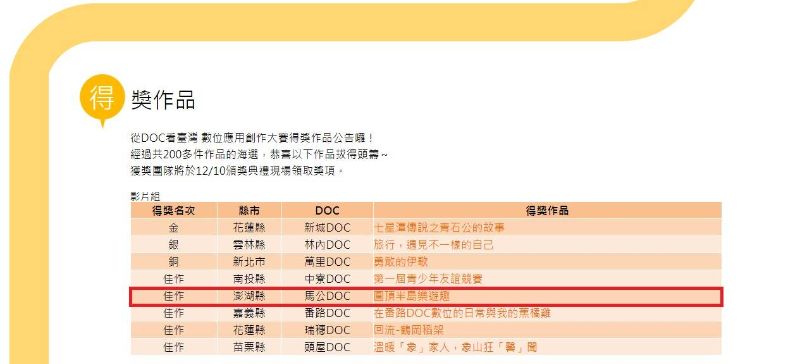 得獎作品
從DOC看臺灣 數位應用創作大賽得獎作品公告囉！
經過共200多件作品的海選，恭喜以下作品拔得頭籌~
獲獎團隊將於12/10頒獎典禮現場領取獎項。
影片組
得獎名次 縣市 DOC 得獎作品
金 花蓮縣 新城DOC 七星潭傳說之青石公的故事
銀 雲林縣 林內DOC 旅行，遇見不一樣的自己
銅 新北市 萬里DOC 勇敢的伊歌
佳作 南投縣 中寮DOC 第一屆青少年友誼競賽
佳作 澎湖縣 馬公DOC 圓頂半島樂遊趣
佳作 嘉義縣 番路DOC 在番路DOC數位的日常與我的蕉橘離
佳作 花蓮縣 瑞穗DOC 回流-鶴岡稻架
佳作 苗栗縣 頭屋DOC 溫暖「象」家人，象山狂「馨」聞